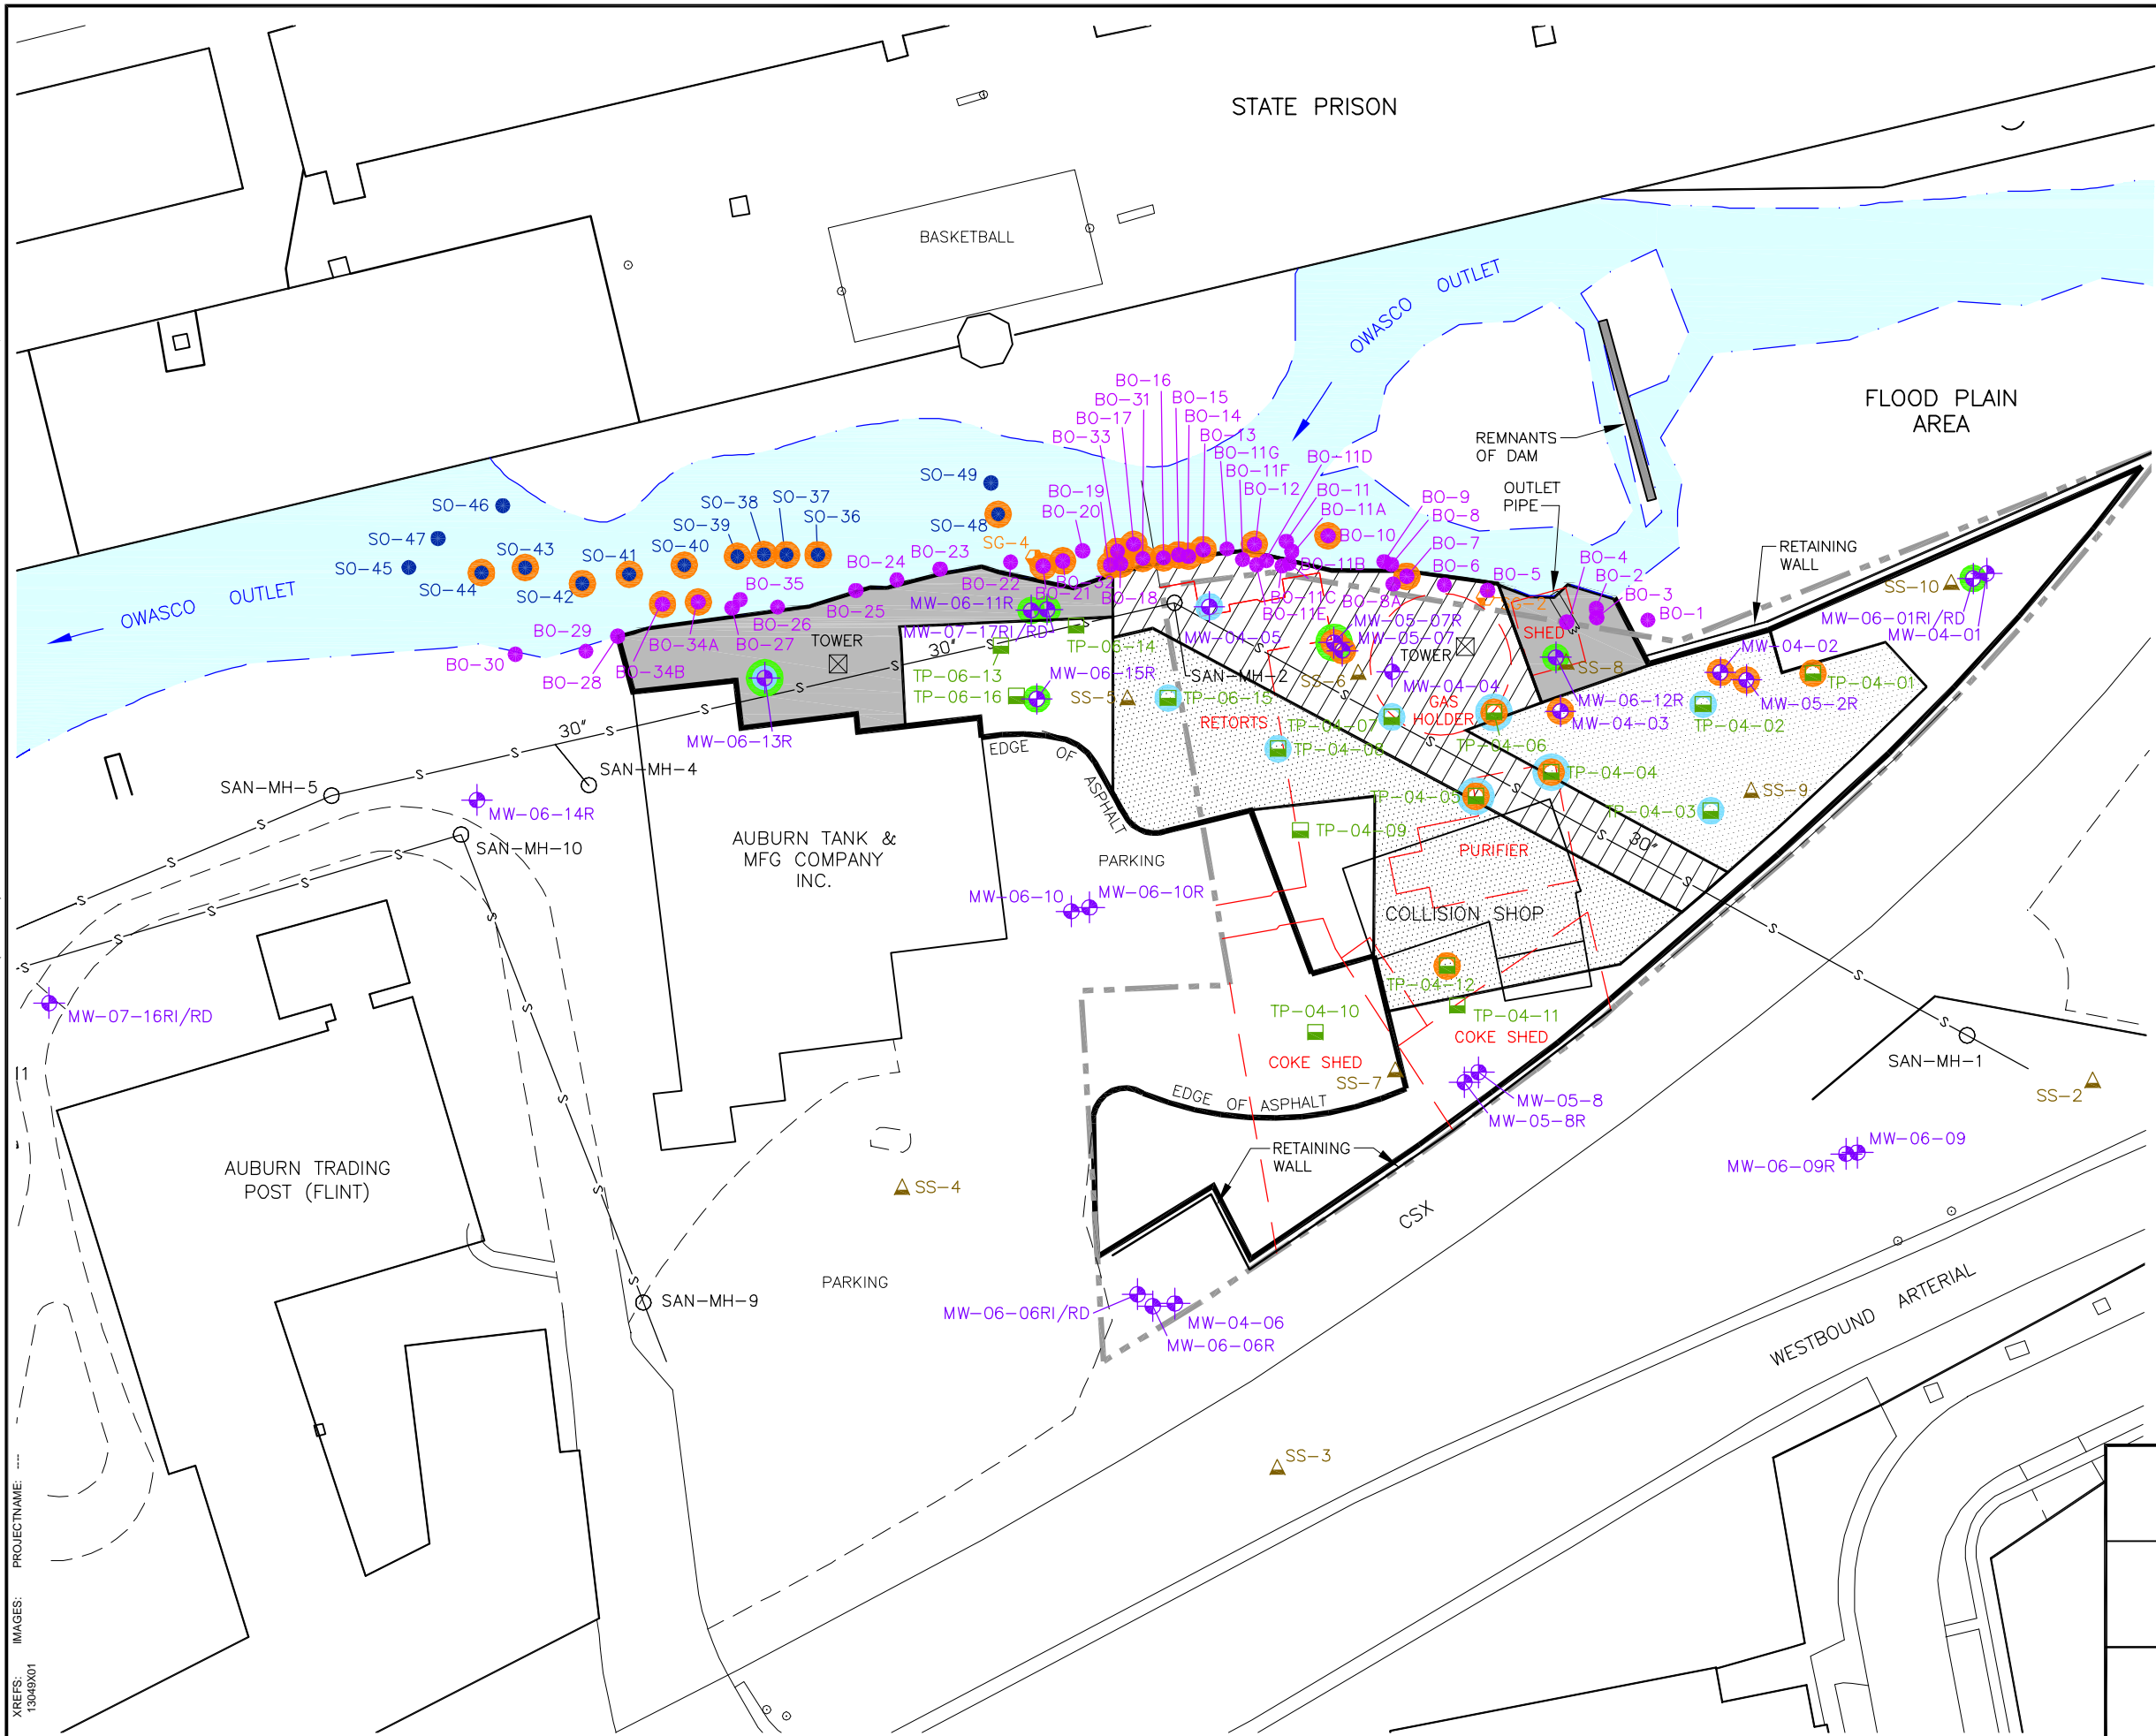 STATE PRISON
BASKETBALL
OWASCO OUTLET
FLOOD PLAIN
AREA
REMNANTS
OF DAM
OUTLET
PIPE
RETAINING
WALL
BO-16
BO-31
BO-15
BO-17
BO-14
BO-33
BO-13
BO-11G
BO-11D
BO-11F
BO-12
BO-11
BO-11A
BO-10
BO-9
BO-8
BO-7
BO-6
BO-5
BO-4
BO-2
BO-3
BO-1
BO-19
BO-20
SO-49
SO-48
SG-4
SO-46
SO-47
SO-45
SO-44
SO-43
SO-42
SO-41
SO-40
SO-39
SO-38
SO-37
SO-36
BO-35
BO-24
BO-23
BO-22
BO-21
BO-32
BO-18
BO-25
BO-26
BO-27
BO-34A
BO-34B
BO-28
BO-29
BO-30
BO-11B
BO-11C
BO-11E
BO-8A
SG-2
OWASCO OUTLET
MW-06-11R
MW-07-17RI/RD
TOWER
30"
TP-06-14
TP-06-13
TP-06-16
MW-06-15R
SS-5
TP-06-15
MW-04-05
SAN-MH-2
MW-05-07R
MW-05-07
TOWER
SS-6
MW-04-04
SHED
SS-8
MW-06-12R
MW-04-03
MW-04-02
MW-05-2R
TP-04-01
TP-04-02
SS-10
MW-06-01RI/RD
MW-04-01
RETORTS
GAS
HOLDER
TP-04-07
TP-04-08
TP-04-06
TP-04-04
TP-04-05
TP-04-03
SS-9
MW-06-13R
30"
SAN-MH-4
SAN-MH-5
MW-06-14R
SAN-MH-10
EDGE OF ASPHALT
AUBURN TANK &
MFG COMPANY
INC.
PARKING
TP-04-09
PURIFIER
30"
COLLISION SHOP
MW-06-10
MW-06-10R
TP-04-12
TP-04-11
TP-04-10
COKE SHED
COKE SHED
SS-7
MW-07-16RI/RD
SAN-MH-1
SS-2
MW-05-8
MW-05-8R
EDGE OF ASPHALT
RETAINING
WALL
MW-06-09
MW-06-09R
AUBURN TRADING
POST (FLINT)
SS-4
CSX
PARKING
SAN-MH-9
MW-06-06RI/RD
MW-04-06
MW-06-06R
WESTBOUND ARTERIAL
SS-3
XREFS: IMAGES: PROJECTNAME: ----
13049X01